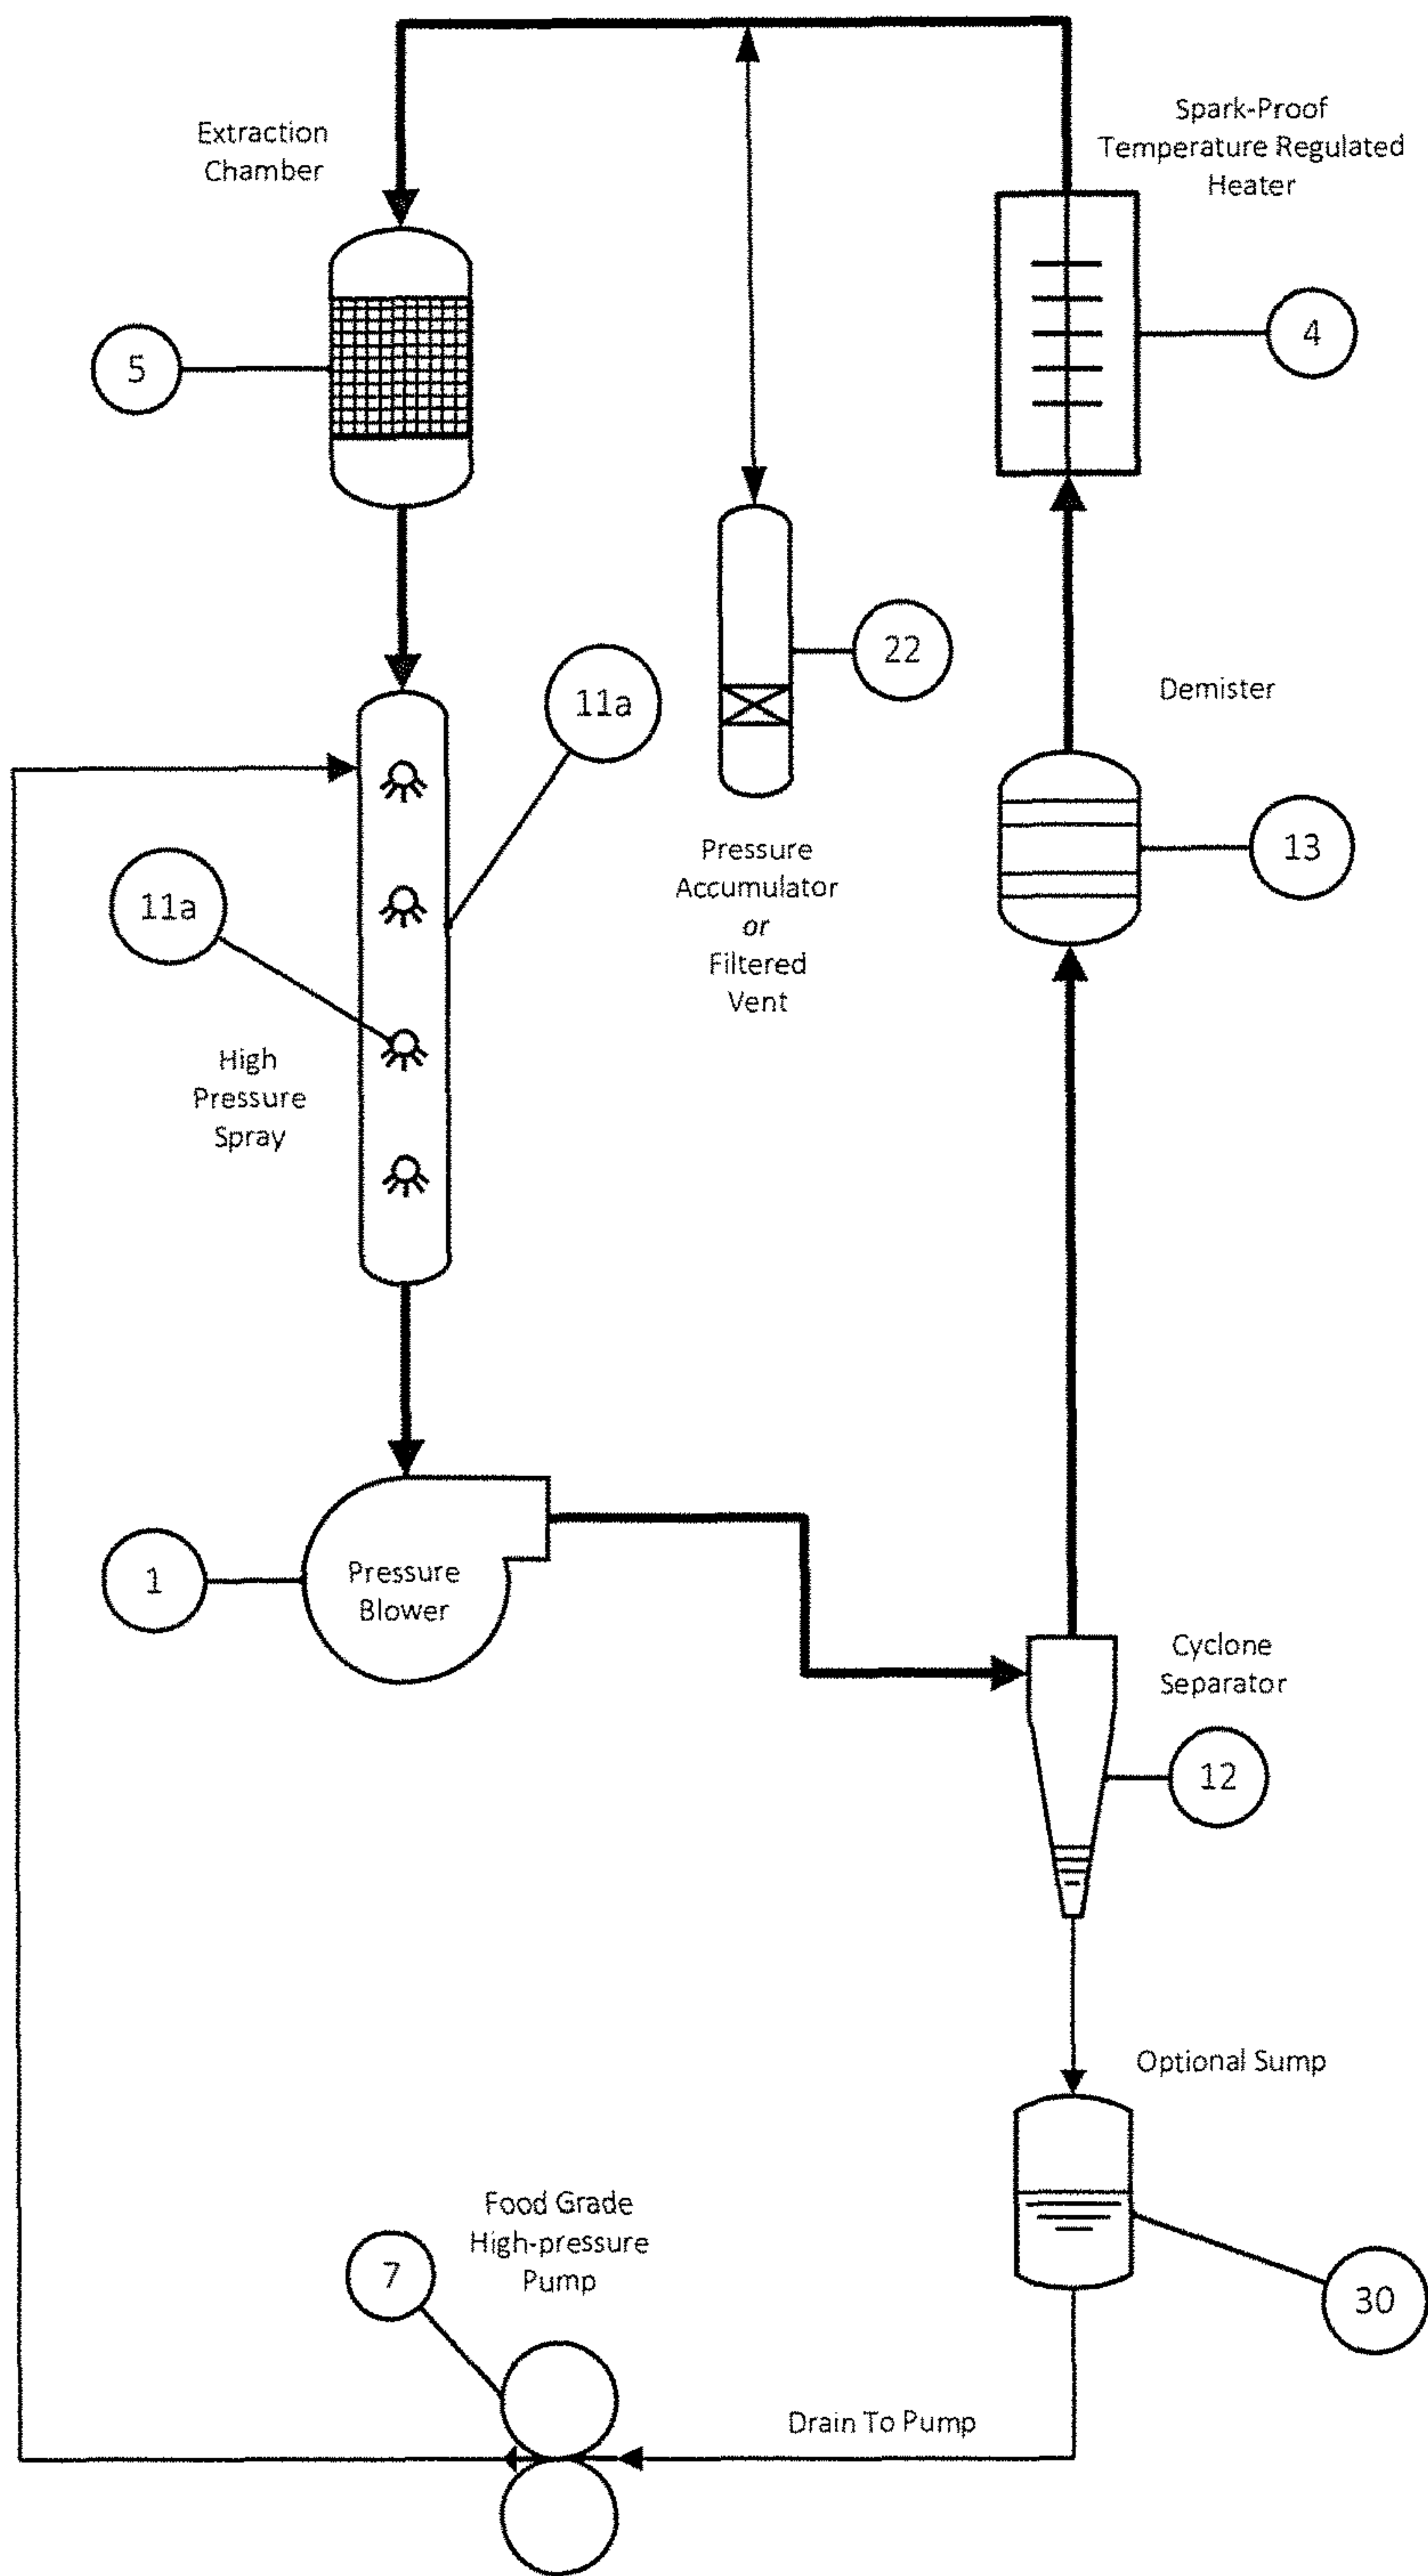 Extraction
Chamber
Spark-Proof
Temperature Regulated
Heater
5
4
22
11a
Demister
13
11a
Pressure
Accumulator
or
Filtered
Vent
High
Pressure
Spray
1
Pressure
Blower
Cyclone
Separator
12
Optional Sump
30
Food Grade
High-pressure
Pump
7
Drain To Pump